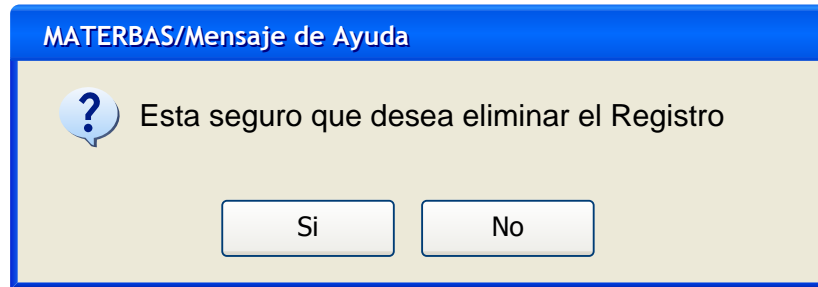 MATERBAS/Mensaje de Ayuda
Esta seguro que desea eliminar el Registro
Si No